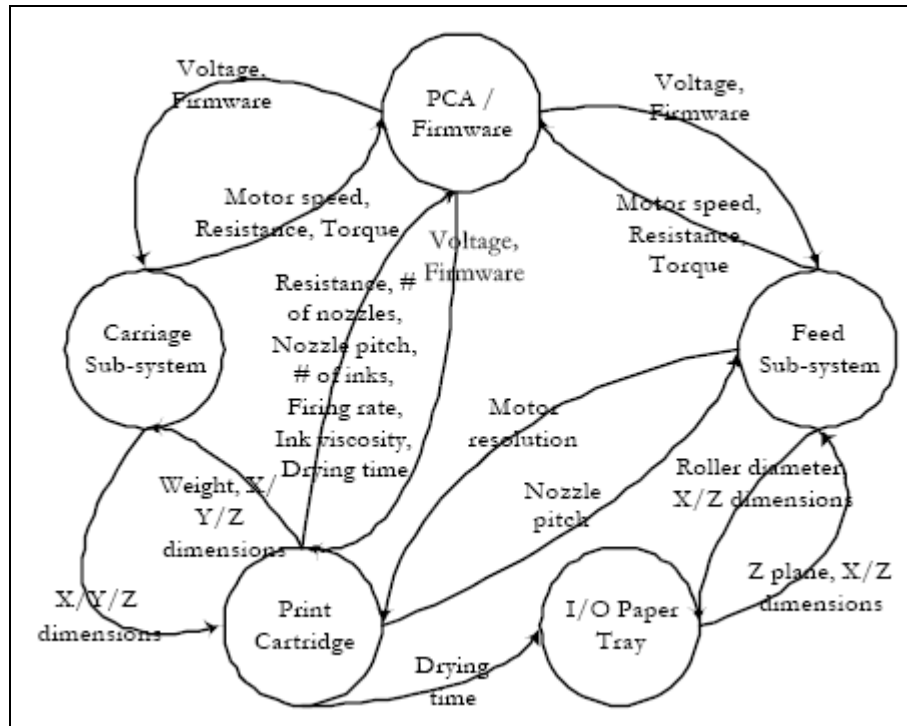 PCA /
Firmware
Voltage,
Firmware
Voltage,
Firmware
Motor speed,
Resistance, Torque
Motor speed,
Resistance,
Torque
Voltage,
Firmware
Resistance, #
of nozzles,
Nozzle pitch,
# of inks,
Firing rate,
Ink viscosity,
Drying time
Carriage
Sub-system
Feed
Sub-system
Motor
resolution
Nozzle
pitch
Weight, X/
Y/Z
dimensions
Roller diameter,
X/Z dimensions
X/Y/Z
dimensions
Z plane, X/Z
dimensions
Print
Cartridge
I/O Paper
Tray
Drying
time